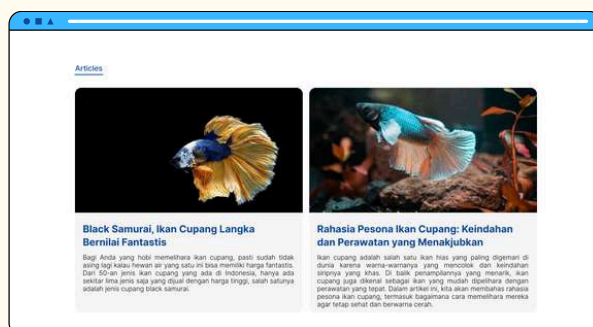 Articles
Black Samurai, Ikan Cupang Langka
Bernilai Fantastis
Bagi Anda yang hobi memelihara ikan cupang, pasti sudah tidak
asing lagi kalau hewan air yang satu ini bisa memiliki harga fantastis.
Dari 50-an jenis ikan cupang yang ada di Indonesia, hanya ada
sekitar lima jenis saja yang dijual dengan harga tinggi, salah satunya
adalah jenis cupang black samurai.
Rahasia Pesona Ikan Cupang: Keindahan
dan Perawatan yang Menakjubkan
Ikan cupang adalah salah satu ikan hias yang paling digemari di
dunia karena warna-warnanya yang mencolok dan keindahan
siripnya yang khas. Di balik penampilannya yang menarik, ikan
cupang juga dikenal sebagai ikan yang mudah dipelihara dengan
perawatan yang tepat. Dalam artikel ini, kita akan membahas rahasia
pesona ikan cupang, termasuk bagaimana cara memelihara mereka
agar tetap sehat dan berwarna cerah.